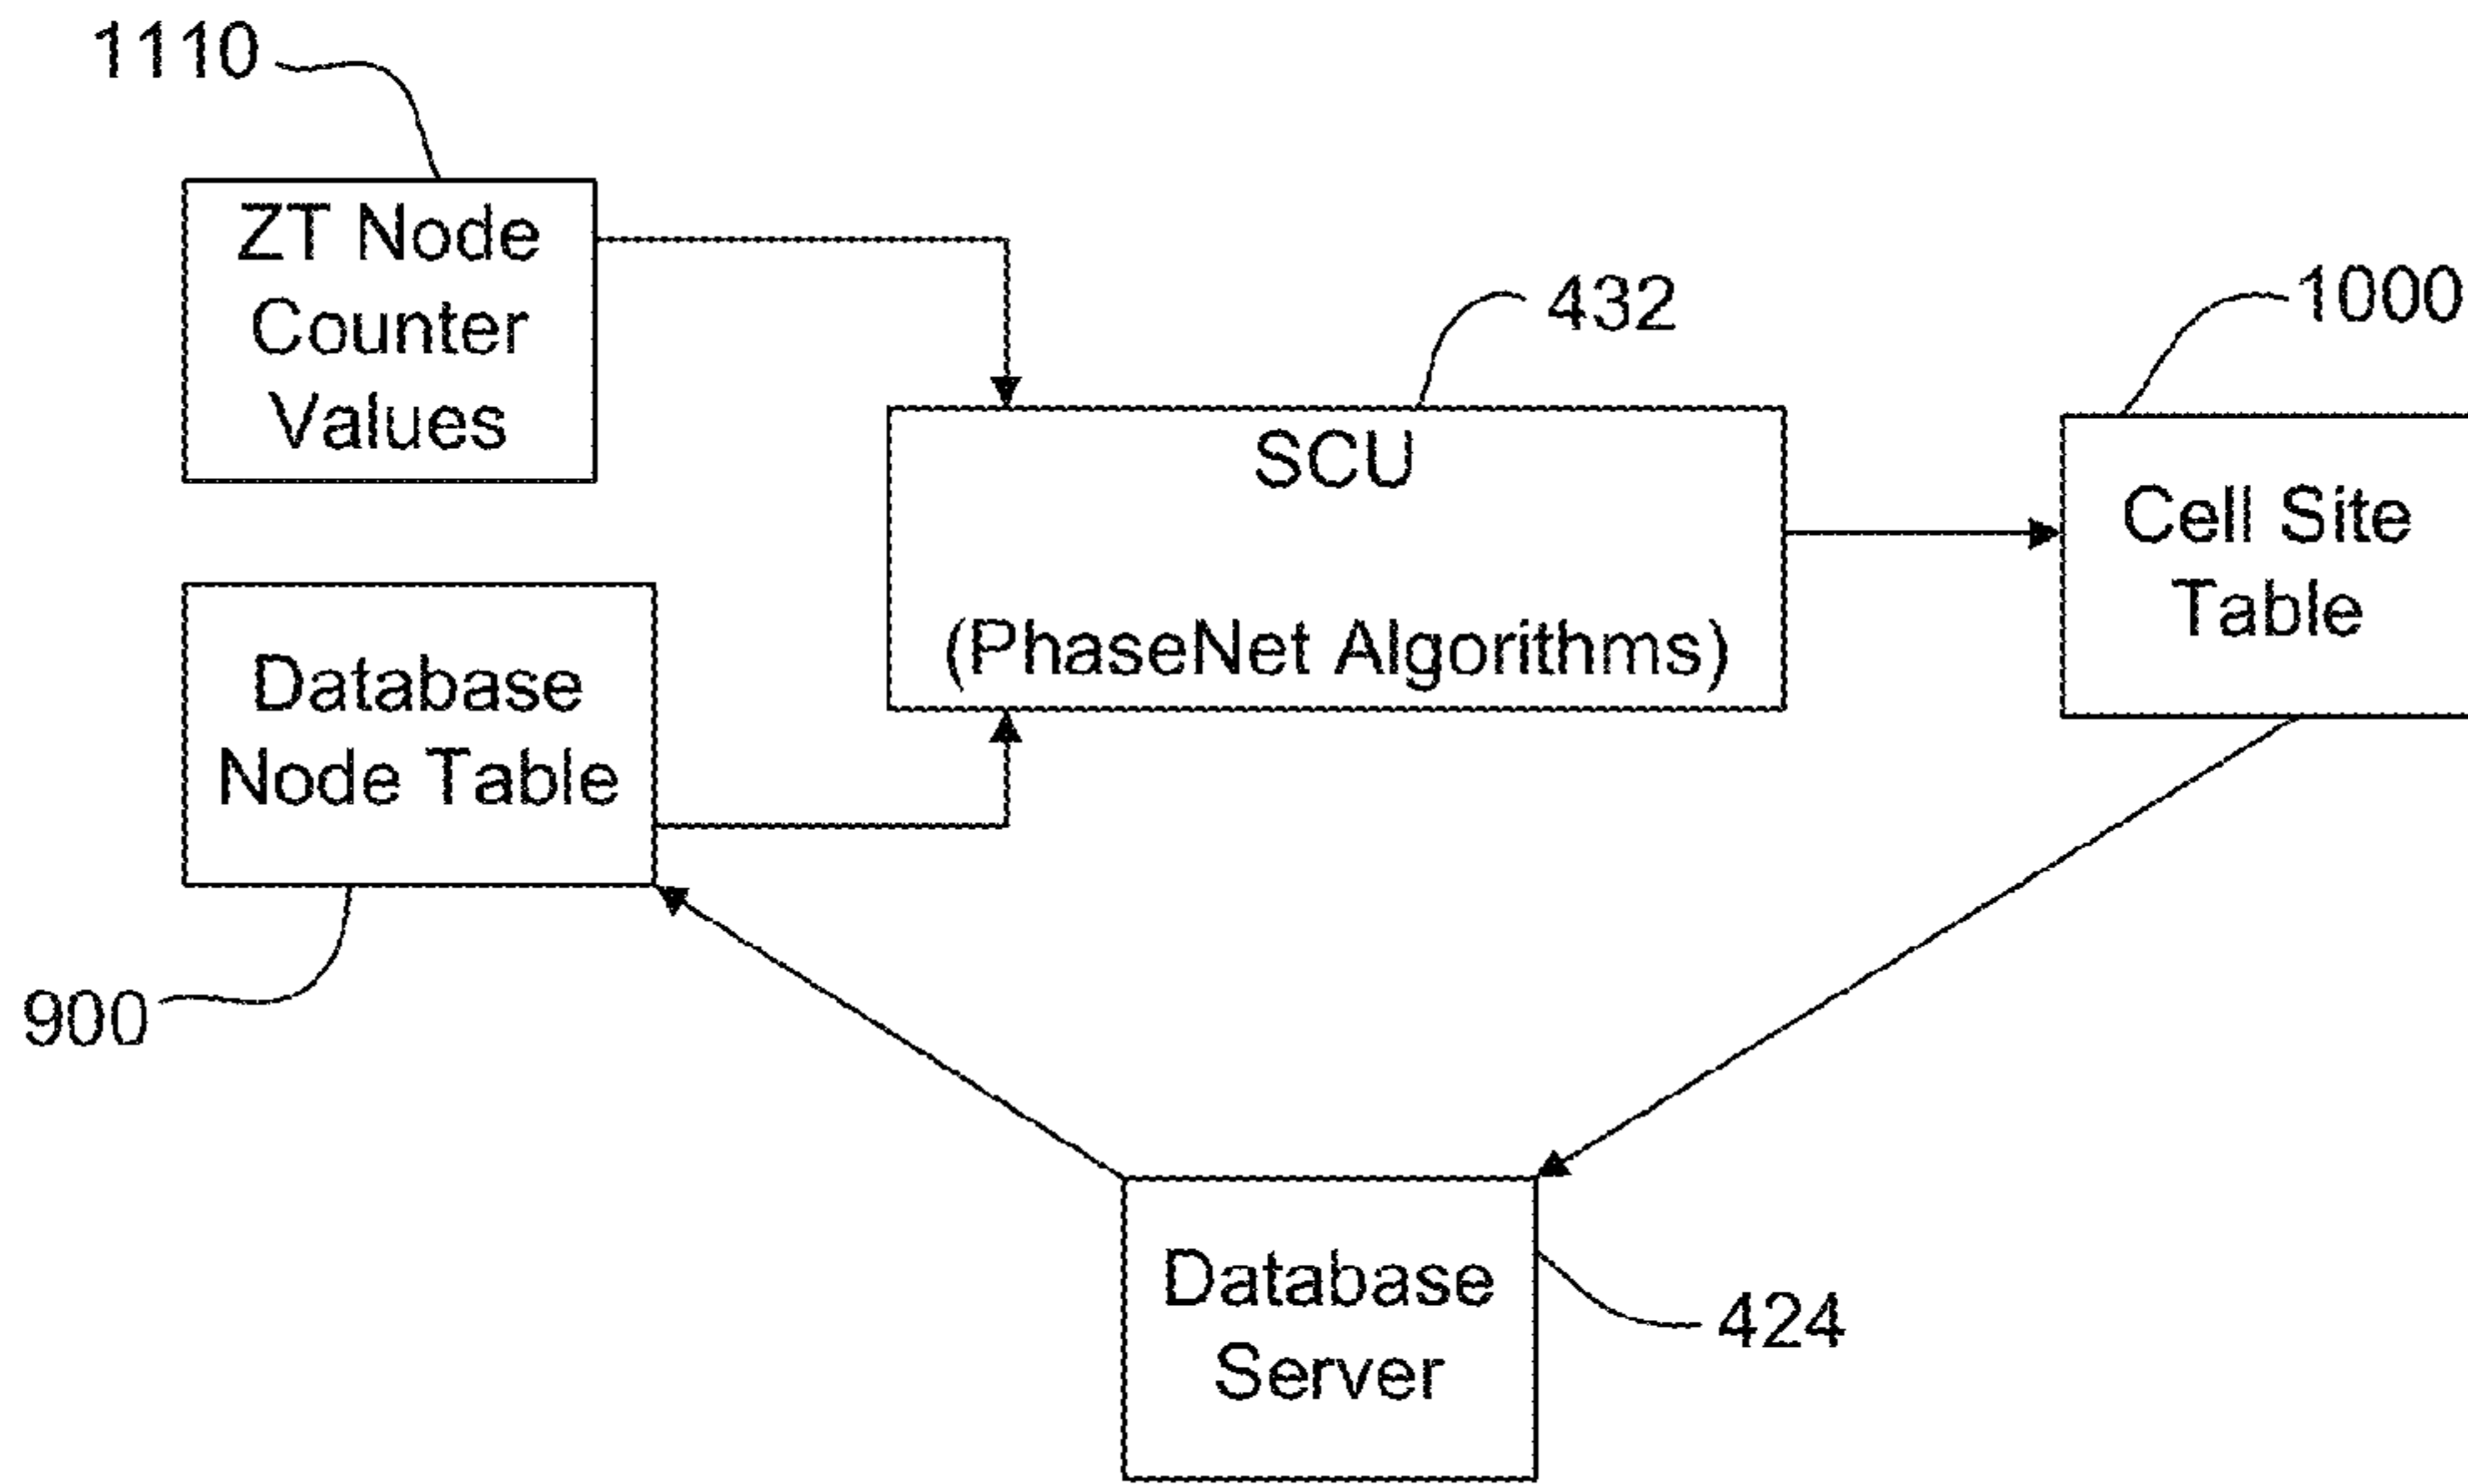 1110
ZT Node
Counter
Values
432
1000
SCU
(PhaseNet Algorithms)
Cell Site
Table
Database
Node Table
900
Database
Server
424